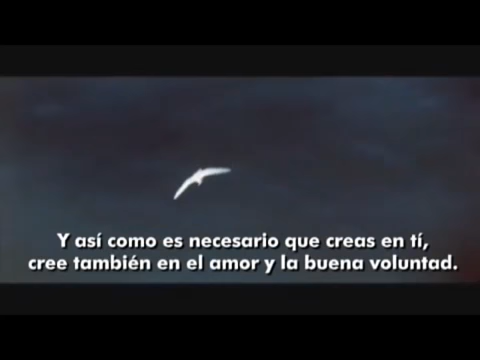 Y así como es necesario que creas en tí,
cree también en el amor y la buena voluntad.